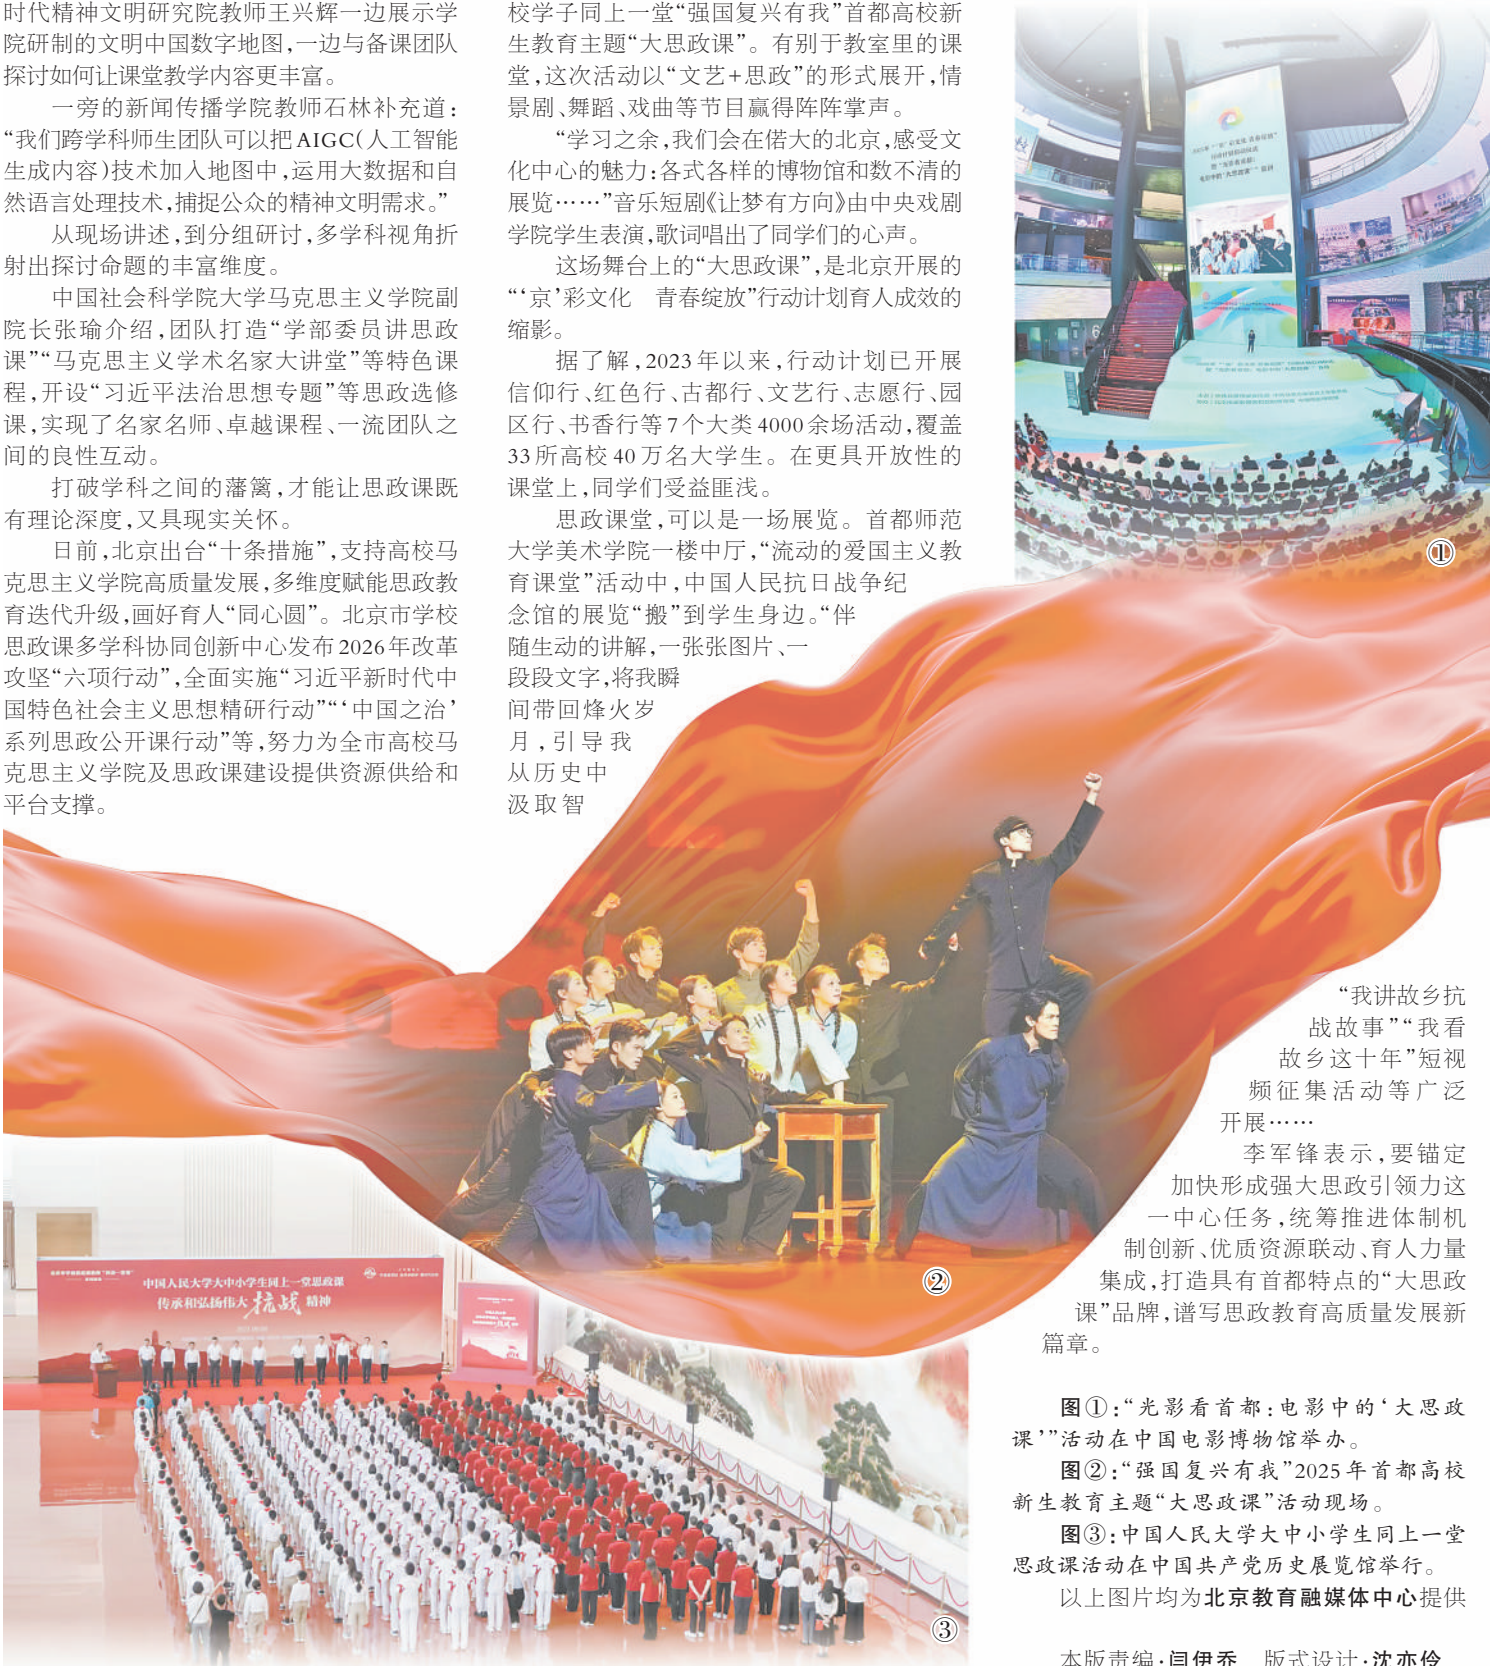 时代精神文明研究院教师王兴辉一边展示学
院研制的文明中国数字地图，一边与备课团队
探讨如何让课堂教学内容更丰富。
一旁的新闻传播学院教师石林补充道：
“我们跨学科师生团队可以把AIGC（人工智能
生成内容）技术加入地图中，运用大数据和自
然语言处理技术，捕捉公众的精神文明需求。”
从现场讲述，到分组研讨，多学科视角折
射出探讨命题的丰富维度。
中国社会科学院大学马克思主义学院副
院长张瑜介绍，团队打造“学部委员讲思政
课”“马克思主义学术名家大讲堂”等特色课
程，开设“习近平法治思想专题”等思政选修
课，实现了名家名师、卓越课程、一流团队之
间的良性互动。
打破学科之间的藩篱，才能让思政课既
有理论深度，又具现实关怀。
日前，北京出台“十条措施”，支持高校马
克思主义学院高质量发展，多维度赋能思政教
育迭代升级，画好育人“同心圆”。北京市学校
思政课多学科协同创新中心发布2026年改革
攻坚“六项行动”，全面实施“习近平新时代中
国特色社会主义思想精研行动”“‘中国之治’
系列思政公开课行动”等，努力为全市高校马
克思主义学院及思政课建设提供资源供给和
平台支撑。
校学子同上一堂“强国复兴有我”首都高校新
生教育主题“大思政课”。有别于教室里的课
堂，这次活动以“文艺+思政”的形式展开，情
景剧、舞蹈、戏曲等节目赢得阵阵掌声。
“学习之余，我们会在偌大的北京，感受文
化中心的魅力：各式各样的博物馆和数不清的
展览……”音乐短剧《让梦有方向》由中央戏剧
学院学生表演，歌词唱出了同学们的心声。
这场舞台上的“大思政课”，是北京开展的
“‘京’彩文化　青春绽放”行动计划育人成效的
缩影。
据了解，2023年以来，行动计划已开展
信仰行、红色行、古都行、文艺行、志愿行、园
区行、书香行等7个大类4000余场活动，覆盖
33所高校40万名大学生。在更具开放性的
课堂上，同学们受益匪浅。
思政课堂，可以是一场展览。首都师范
大学美术学院一楼中厅，“流动的爱国主义教
育课堂”活动中，中国人民抗日战争纪
念馆的展览“搬”到学生身边。“伴
随生动的讲解，一张张图片、一
段段文字，将我瞬
间带回烽火岁
月，引导我
从历史中
汲取智
①
②
“我讲故乡抗
战故事”“我看
故乡这十年”短视
频征集活动等广泛
开展……
李军锋表示，要锚定
加快形成强大思政引领力这
一中心任务，统筹推进体制机
制创新、优质资源联动、育人力量
集成，打造具有首都特点的“大思政
课”品牌，谱写思政教育高质量发展新
篇章。
中国人民大学大中小学生同上一堂思政课
传承和弘扬伟大抗战精神
③
图①：“光影看首都：电影中的‘大思政
课’”活动在中国电影博物馆举办。
图②：“强国复兴有我”2025年首都高校
新生教育主题“大思政课”活动现场。
图③：中国人民大学大中小学生同上一堂
思政课活动在中国共产党历史展览馆举行。
以上图片均为北京教育融媒体中心提供
本版责编：闫伊乔　版式设计：沈亦伶